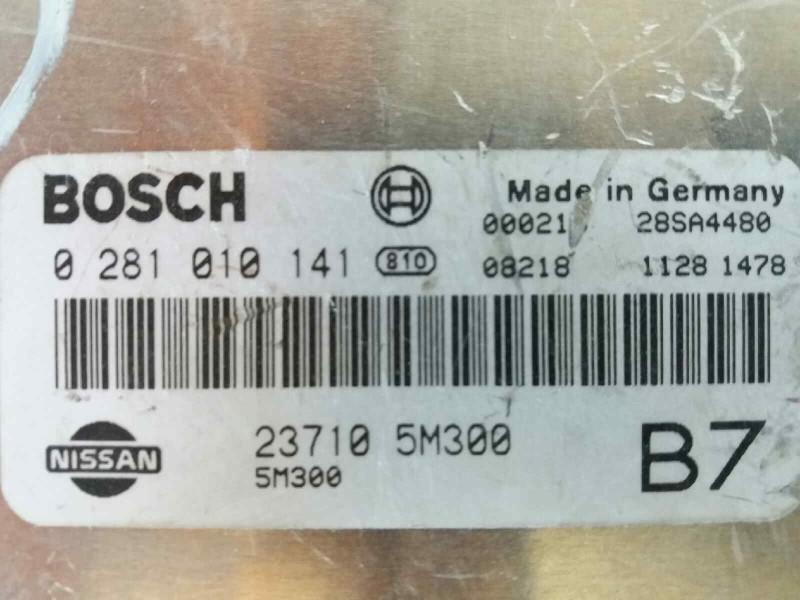 BOSCH
Made in Germany
00021 28SA4480
0 281 010 141 810 08218 1128 1478
NISSAN
23710 5M300
5M300
B7